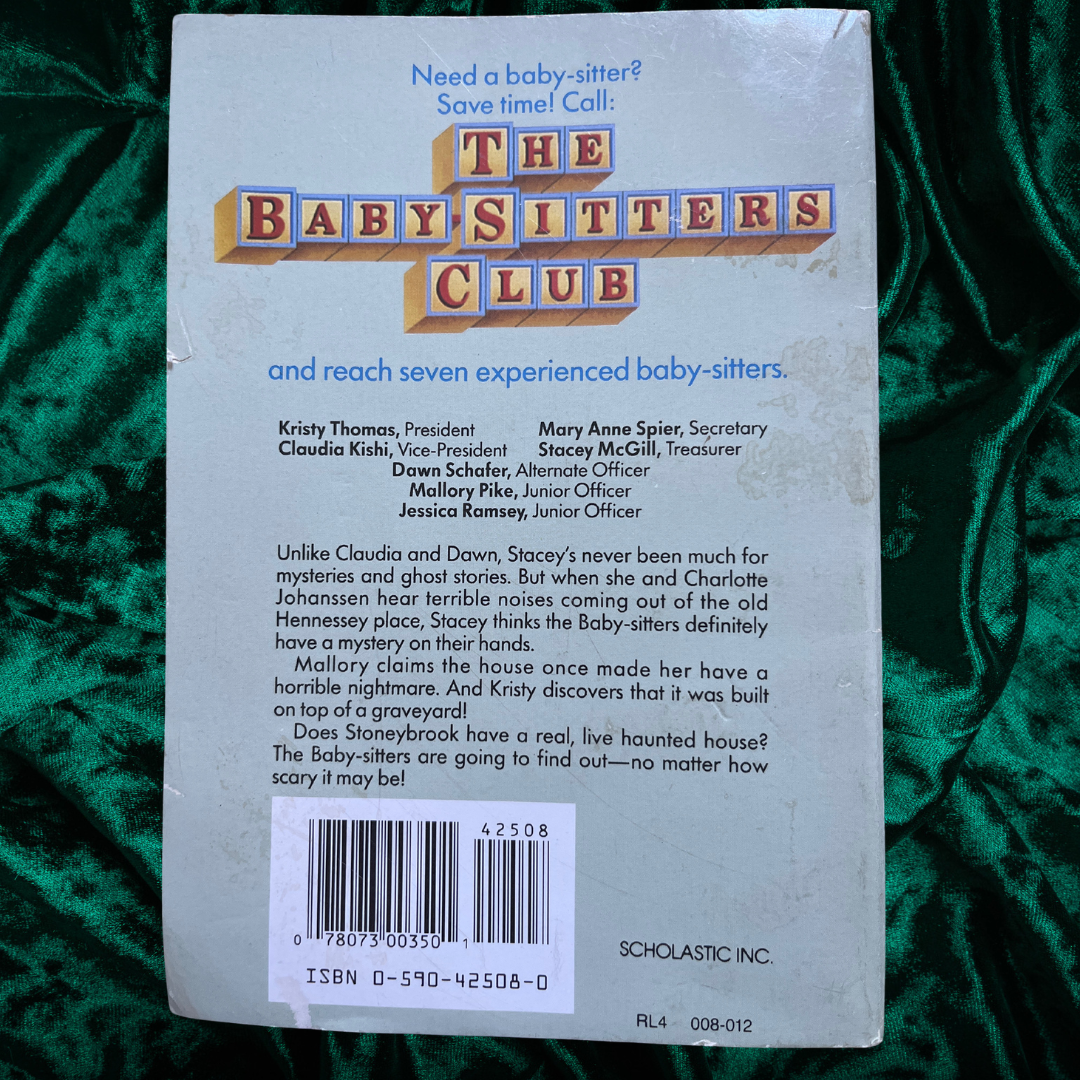 Need a baby-sitter?
Save time! Call:
THE
BABY-SITTERS
CLUB
and reach seven experienced baby-sitters.
Kristy Thomas, President Mary Anne Spier, Secretary
Claudia Kishi, Vice-President Stacey McGill, Treasurer
Dawn Schafer, Alternate Officer
Mallory Pike, Junior Officer
Jessica Ramsey, Junior Officer
Unlike Claudia and Dawn, Stacey's never been much for
mysteries and ghost stories. But when she and Charlotte
Johanssen hear terrible noises coming out of the old
Hennessey place, Stacey thinks the Baby-sitters definitely
have a mystery on their hands.
Mallory claims the house once made her have a
horrible nightmare. And Kristy discovers that it was built
on top of a graveyard!
Does Stoneybrook have a real, live haunted house?
The Baby-sitters are going to find out—no matter how
scary it may be!
42508
0 78073 00350 1
ISBN 0-590-42508-0
SCHOLASTIC INC.
RL4 008-012